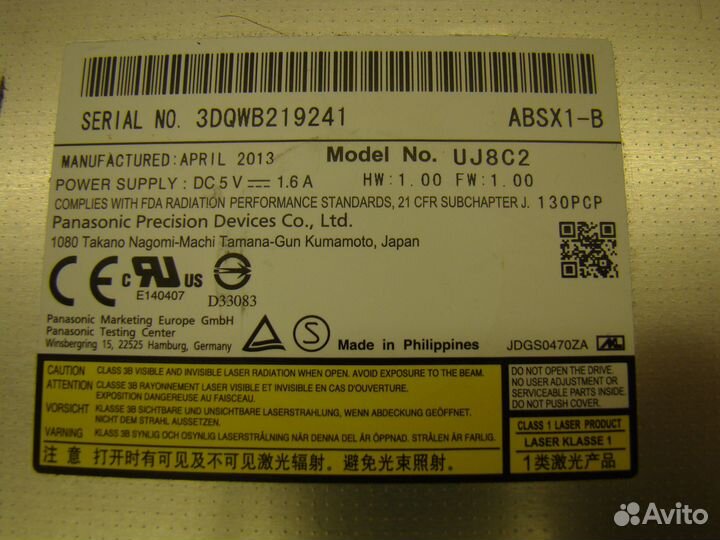 SERIAL NO. 3DQWB219241 ABSX1-B
MANUFACTURED: APRIL 2013 Model No. UJ8C2
POWER SUPPLY : DC 5 V ⎓ 1.6 A HW:1.00 FW:1.00
COMPLIES WITH FDA RADIATION PERFORMANCE STANDARDS, 21 CFR SUBCHAPTER J. 130PCP
Panasonic Precision Devices Co., Ltd.
1080 Takano Nagomi-Machi Tamana-Gun Kumamoto, Japan
CE c RU US
E140407 D33083
Panasonic Marketing Europe GmbH
Panasonic Testing Center
Winsbergring 15, 22525 Hamburg, Germany
S
Made in Philippines JDGS0470ZA
CAUTION CLASS 3B VISIBLE AND INVISIBLE LASER RADIATION WHEN OPEN. AVOID EXPOSURE TO THE BEAM.
ATTENTION CLASSE 3B RAYONNEMENT LASER VISIBLE ET INVISIBLE EN CAS D'OUVERTURE.
EXPOSITION DANGEREUSE AU FAISCEAU.
VORSICHT KLASSE 3B SICHTBARE UND UNSICHTBARE LASERSTRAHLUNG, WENN ABDECKUNG GEÖFFNET.
NICHT DEM STRAHL AUSSETZEN.
VARNING KLASS 3B SYNLIG OCH OSYNLIG LASERSTRÅLNING NÄR DENNA DEL ÄR ÖPPNAD. STRÅLEN ÄR FARLIG.
注 意 打开时有可见及不可见激光辐射。避免光束照射。
DO NOT OPEN THE DRIVE.
NO USER ADJUSTMENT OR
SERVICEABLE PARTS INSIDE.
DO NOT PUSH COVER.
CLASS 1 LASER PRODUCT
LASER KLASSE 1
1类激光产品
Avito